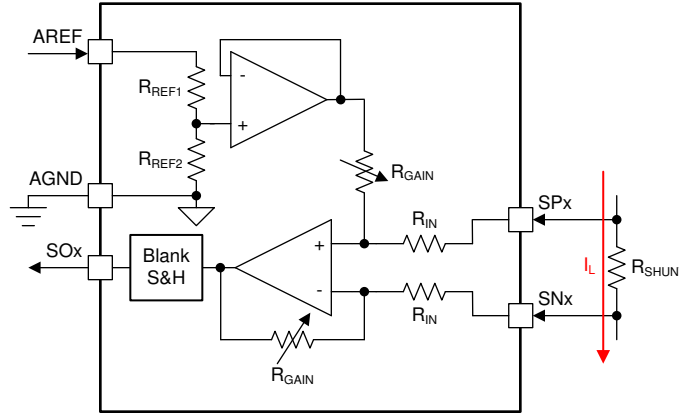 AREF
RREF1
-
+
RREF2
AGND
RGAIN
SPx
SOx
Blank
S&H
+
-
RIN
IL
RSHUN
SNx
RIN
RGAIN